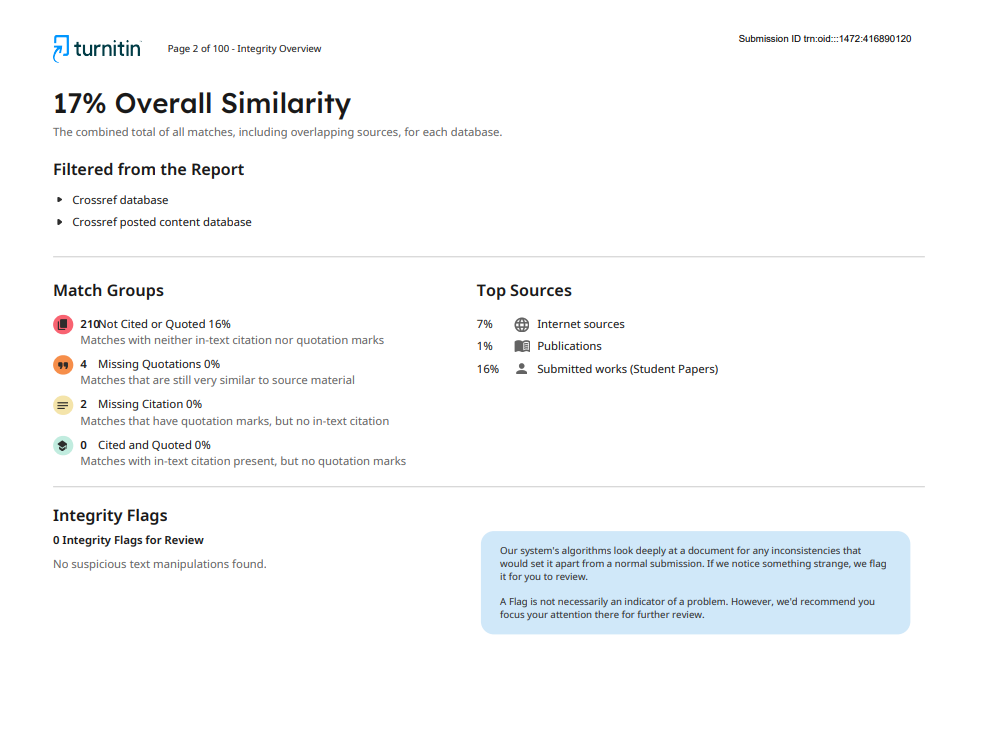 turnitin
Page 2 of 100 - Integrity Overview
Submission ID trn:oid:::1472:416890120
17% Overall Similarity
The combined total of all matches, including overlapping sources, for each database.
Filtered from the Report
Crossref database
Crossref posted content database
Match Groups
210Not Cited or Quoted 16%
Matches with neither in-text citation nor quotation marks
4 Missing Quotations 0%
Matches that are still very similar to source material
2 Missing Citation 0%
Matches that have quotation marks, but no in-text citation
0 Cited and Quoted 0%
Matches with in-text citation present, but no quotation marks
Top Sources
7% Internet sources
1% Publications
16% Submitted works (Student Papers)
Integrity Flags
0 Integrity Flags for Review
No suspicious text manipulations found.
Our system's algorithms look deeply at a document for any inconsistencies that
would set it apart from a normal submission. If we notice something strange, we flag
it for you to review.
A Flag is not necessarily an indicator of a problem. However, we'd recommend you
focus your attention there for further review.